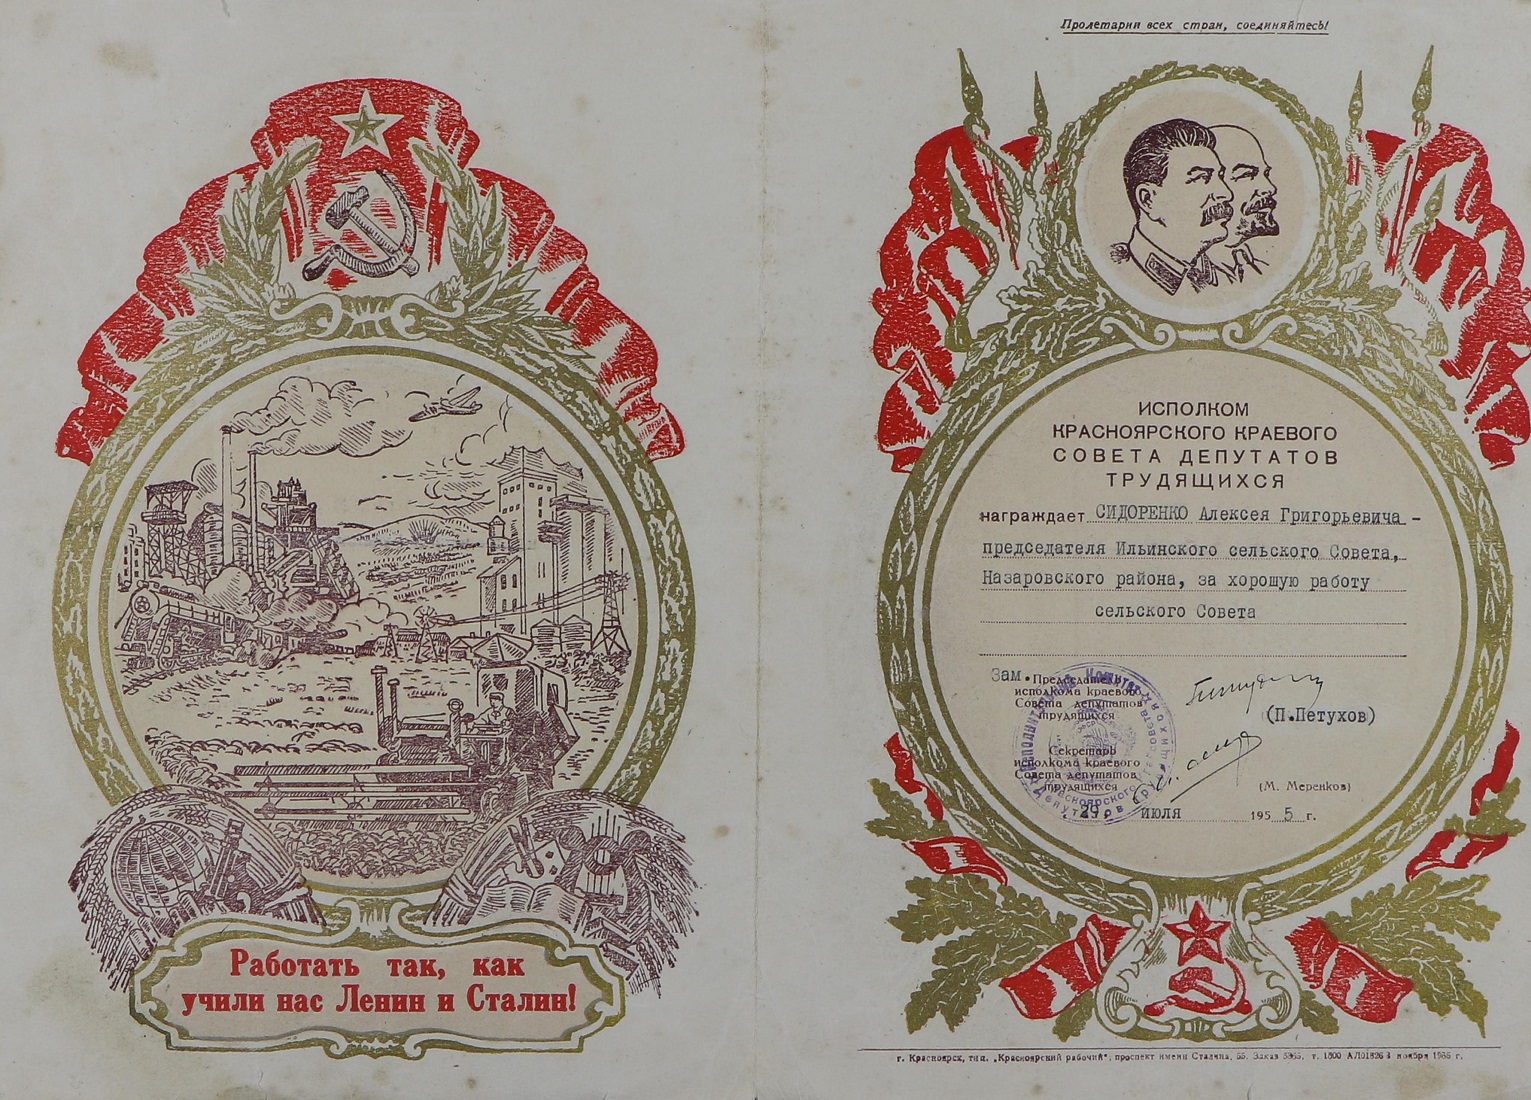 Работать так, как
учили нас Ленин и Сталин!
Пролетарии всех стран, соединяйтесь!
ИСПОЛКОМ
КРАСНОЯРСКОГО КРАЕВОГО
СОВЕТА ДЕПУТАТОВ
ТРУДЯЩИХСЯ
награждает СИДОРЕНКО Алексея Григорьевича -
председателя Ильинского сельского Совета,
Назаровского района, за хорошую работу
сельского Совета
Зам. Председатель
исполкома краевого
Совета депутатов
трудящихся
(П.Петухов)
Секретарь
исполкома краевого
Совета депутатов
трудящихся
(М. Меренков)
29 июля 1955 г.
г. Красноярск, тип. „Красноярский рабочий", проспект имени Сталина, 55. Заказ т. 1500 АЛ01826 ноября г.